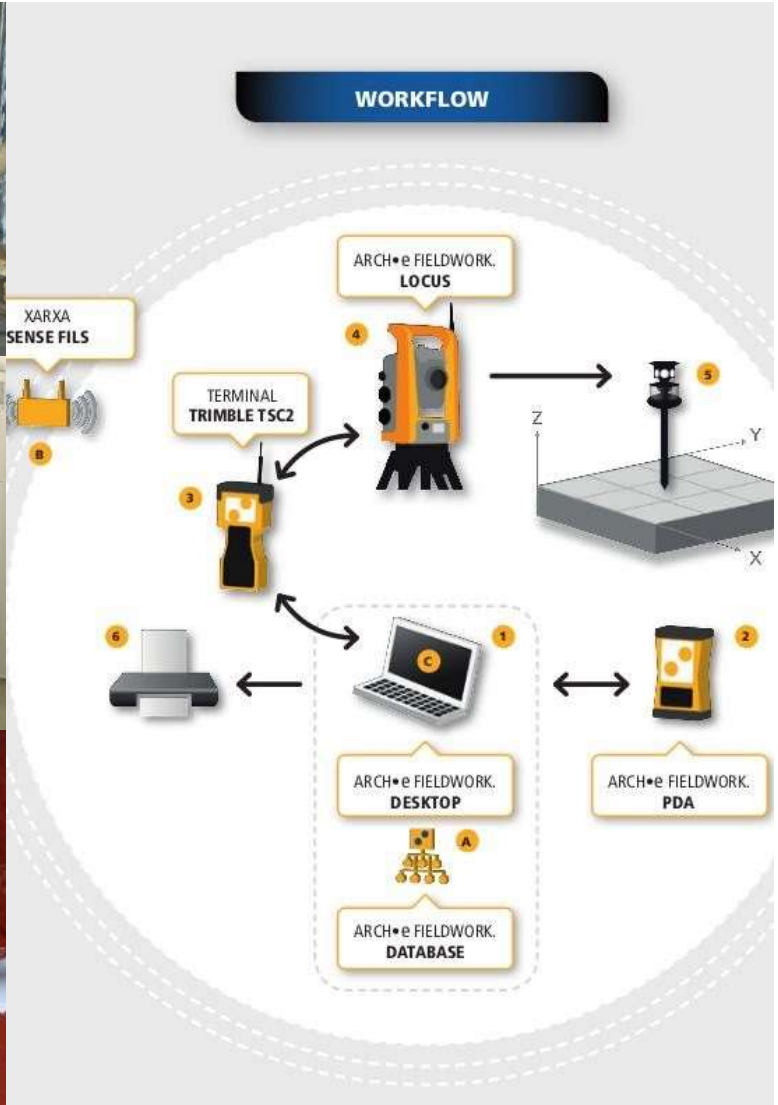 WORKFLOW
ARCH•e FIELDWORK.
LOCUS
XARXA
SENSE FILS
4
5
TERMINAL
TRIMBLE TSC2
B
Z
Y
3
X
6
1
C
2
ARCH•e FIELDWORK.
DESKTOP
ARCH•e FIELDWORK.
PDA
A
ARCH•e FIELDWORK.
DATABASE